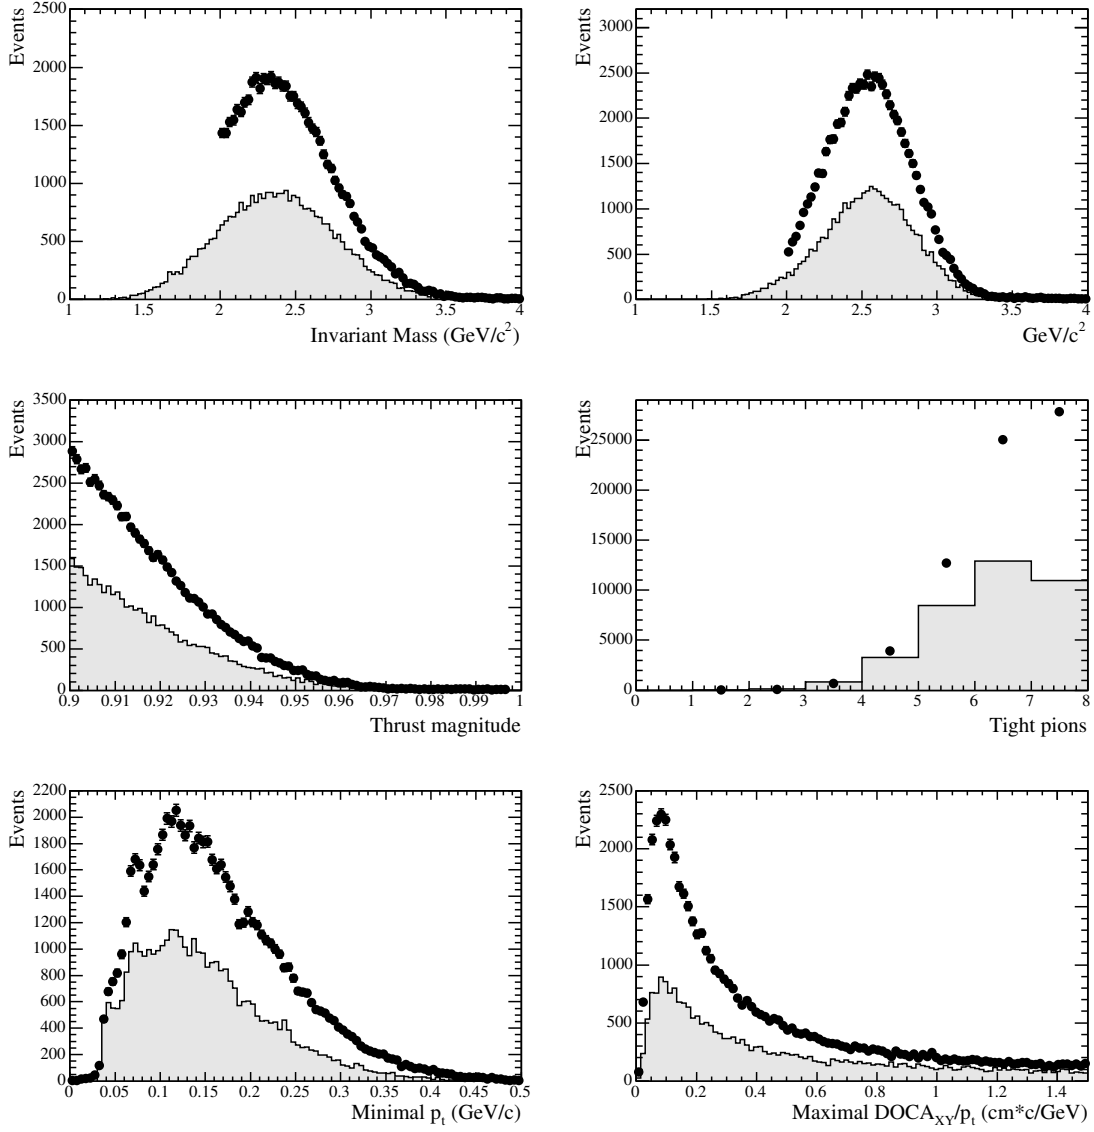 Events
2500
2000
1500
1000
500
0
1 1.5 2 2.5 3 3.5 4
Invariant Mass (GeV/c²)
Events
3000
2500
2000
1500
1000
500
0
1 1.5 2 2.5 3 3.5 4
GeV/c²
Events
3500
3000
2500
2000
1500
1000
500
0
0.9 0.91 0.92 0.93 0.94 0.95 0.96 0.97 0.98 0.99 1
Thrust magnitude
Events
25000
20000
15000
10000
5000
0
0 1 2 3 4 5 6 7 8
Tight pions
Events
2200
2000
1800
1600
1400
1200
1000
800
600
400
200
0
0 0.05 0.1 0.15 0.2 0.25 0.3 0.35 0.4 0.45 0.5
Minimal pₜ (GeV/c)
Events
2500
2000
1500
1000
500
0
0 0.2 0.4 0.6 0.8 1 1.2 1.4
Maximal DOCA_XY/pₜ (cm*c/GeV)